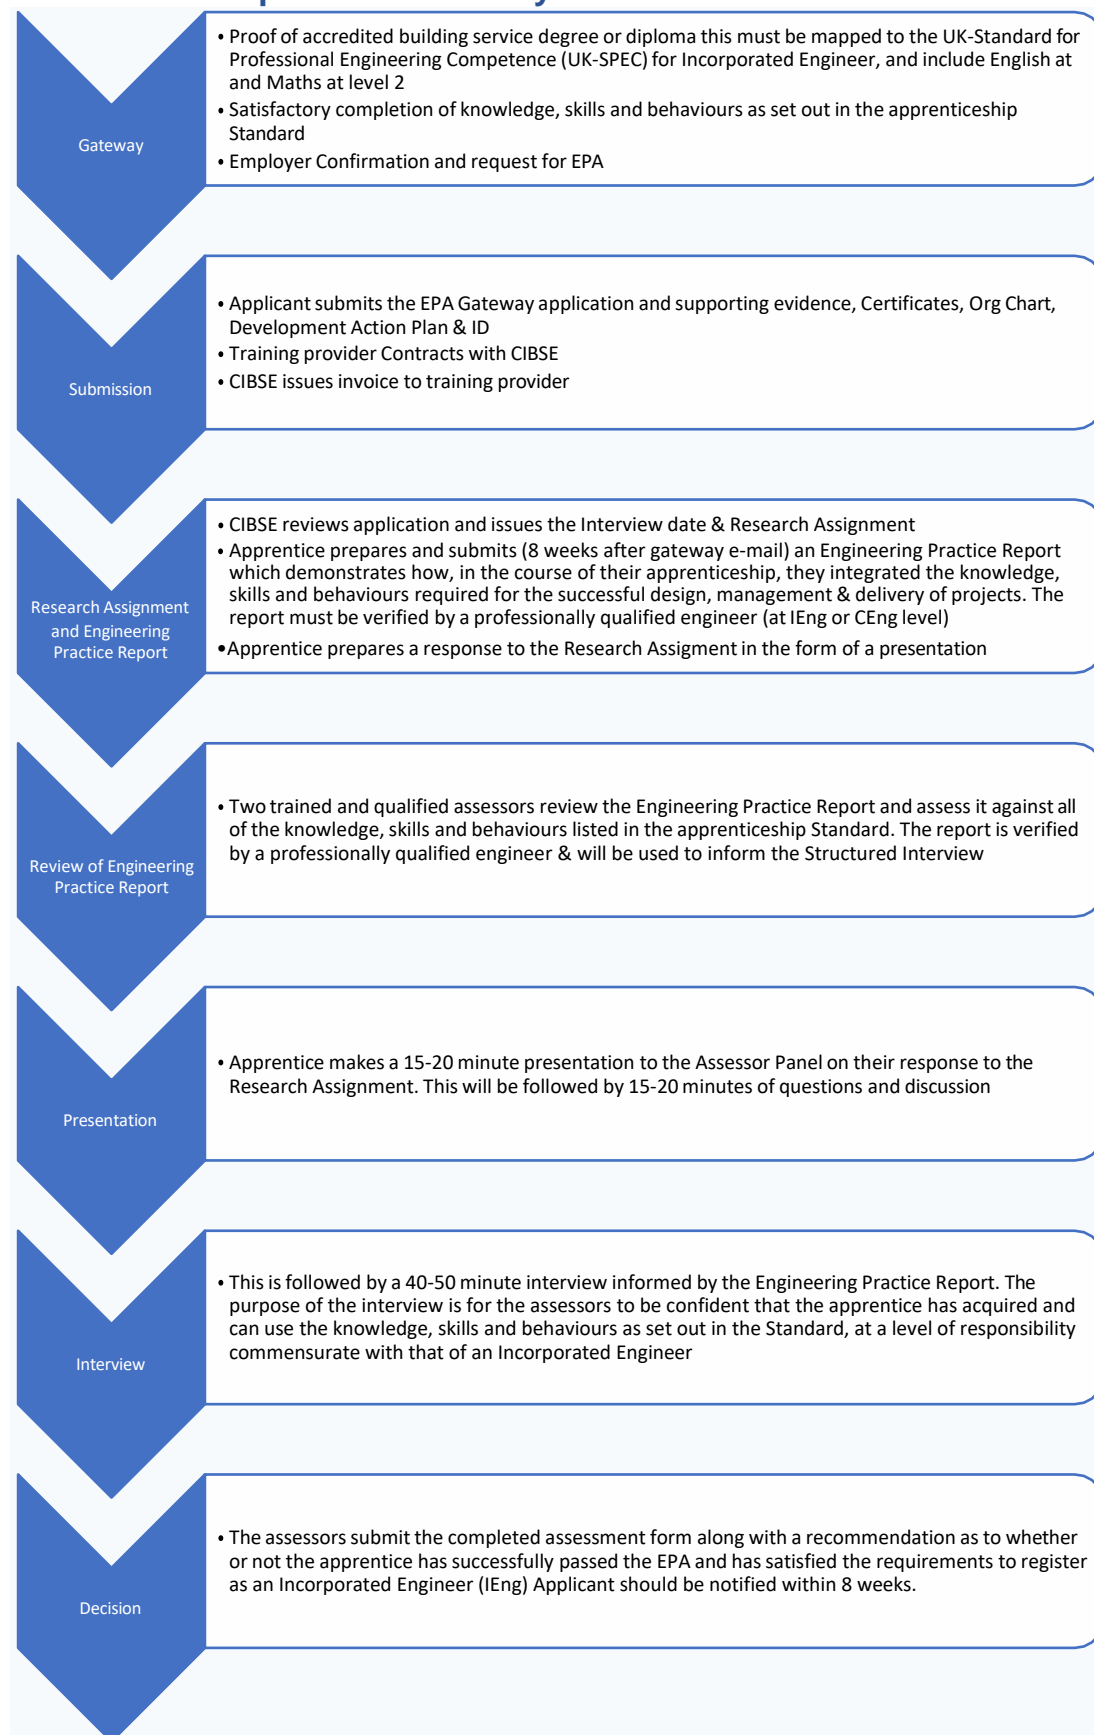 Gateway
• Proof of accredited building service degree or diploma this must be mapped to the UK-Standard for
Professional Engineering Competence (UK-SPEC) for Incorporated Engineer, and include English at
and Maths at level 2
• Satisfactory completion of knowledge, skills and behaviours as set out in the apprenticeship
Standard
• Employer Confirmation and request for EPA
Submission
• Applicant submits the EPA Gateway application and supporting evidence, Certificates, Org Chart,
Development Action Plan & ID
• Training provider Contracts with CIBSE
• CIBSE issues invoice to training provider
Research Assignment
and Engineering
Practice Report
• CIBSE reviews application and issues the Interview date & Research Assignment
• Apprentice prepares and submits (8 weeks after gateway e-mail) an Engineering Practice Report
which demonstrates how, in the course of their apprenticeship, they integrated the knowledge,
skills and behaviours required for the successful design, management & delivery of projects. The
report must be verified by a professionally qualified engineer (at IEng or CEng level)
•Apprentice prepares a response to the Research Assigment in the form of a presentation
Review of Engineering
Practice Report
• Two trained and qualified assessors review the Engineering Practice Report and assess it against all
of the knowledge, skills and behaviours listed in the apprenticeship Standard. The report is verified
by a professionally qualified engineer & will be used to inform the Structured Interview
Presentation
• Apprentice makes a 15-20 minute presentation to the Assessor Panel on their response to the
Research Assignment. This will be followed by 15-20 minutes of questions and discussion
Interview
• This is followed by a 40-50 minute interview informed by the Engineering Practice Report. The
purpose of the interview is for the assessors to be confident that the apprentice has acquired and
can use the knowledge, skills and behaviours as set out in the Standard, at a level of responsibility
commensurate with that of an Incorporated Engineer
Decision
• The assessors submit the completed assessment form along with a recommendation as to whether
or not the apprentice has successfully passed the EPA and has satisfied the requirements to register
as an Incorporated Engineer (IEng) Applicant should be notified within 8 weeks.